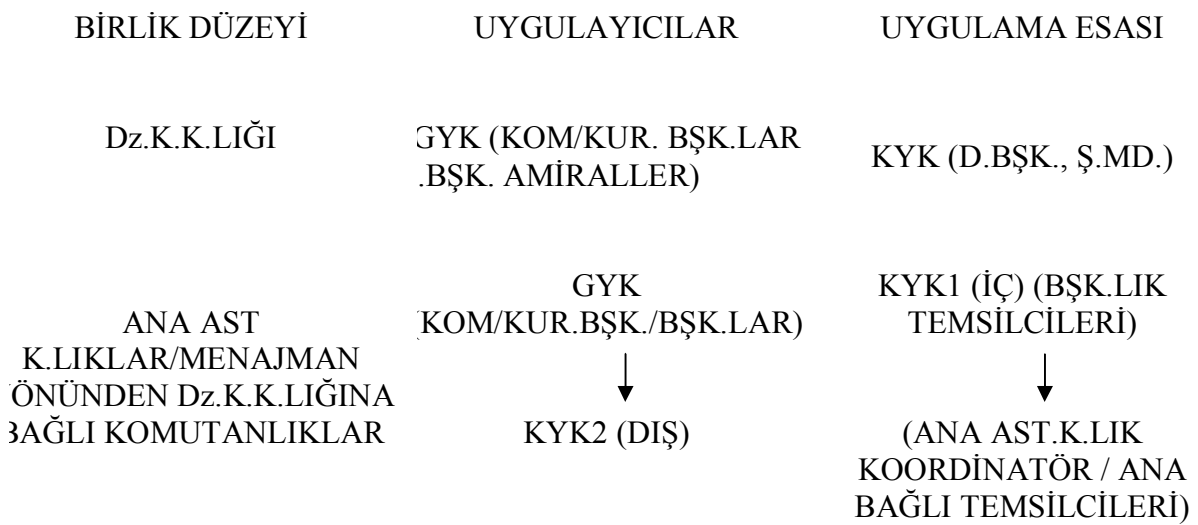 BİRLİK DÜZEYİ UYGULAYICILAR UYGULAMA ESASI
Dz.K.K.LIĞI
GYK (KOM/KUR. BŞK.LAR
.BŞK. AMİRALLER)
KYK (D.BŞK., Ş.MD.)
ANA AST
K.LIKLAR/MENAJMAN
ÖNÜNDEN Dz.K.K.LIĞINA
BAĞLI KOMUTANLIKLAR
GYK
(KOM/KUR.BŞK./BŞK.LAR)
KYK2 (DIŞ)
KYK1 (İÇ) (BŞK.LIK
TEMSİLCİLERİ)
(ANA AST.K.LIK
KOORDİNATÖR / ANA
BAĞLI TEMSİLCİLERİ)